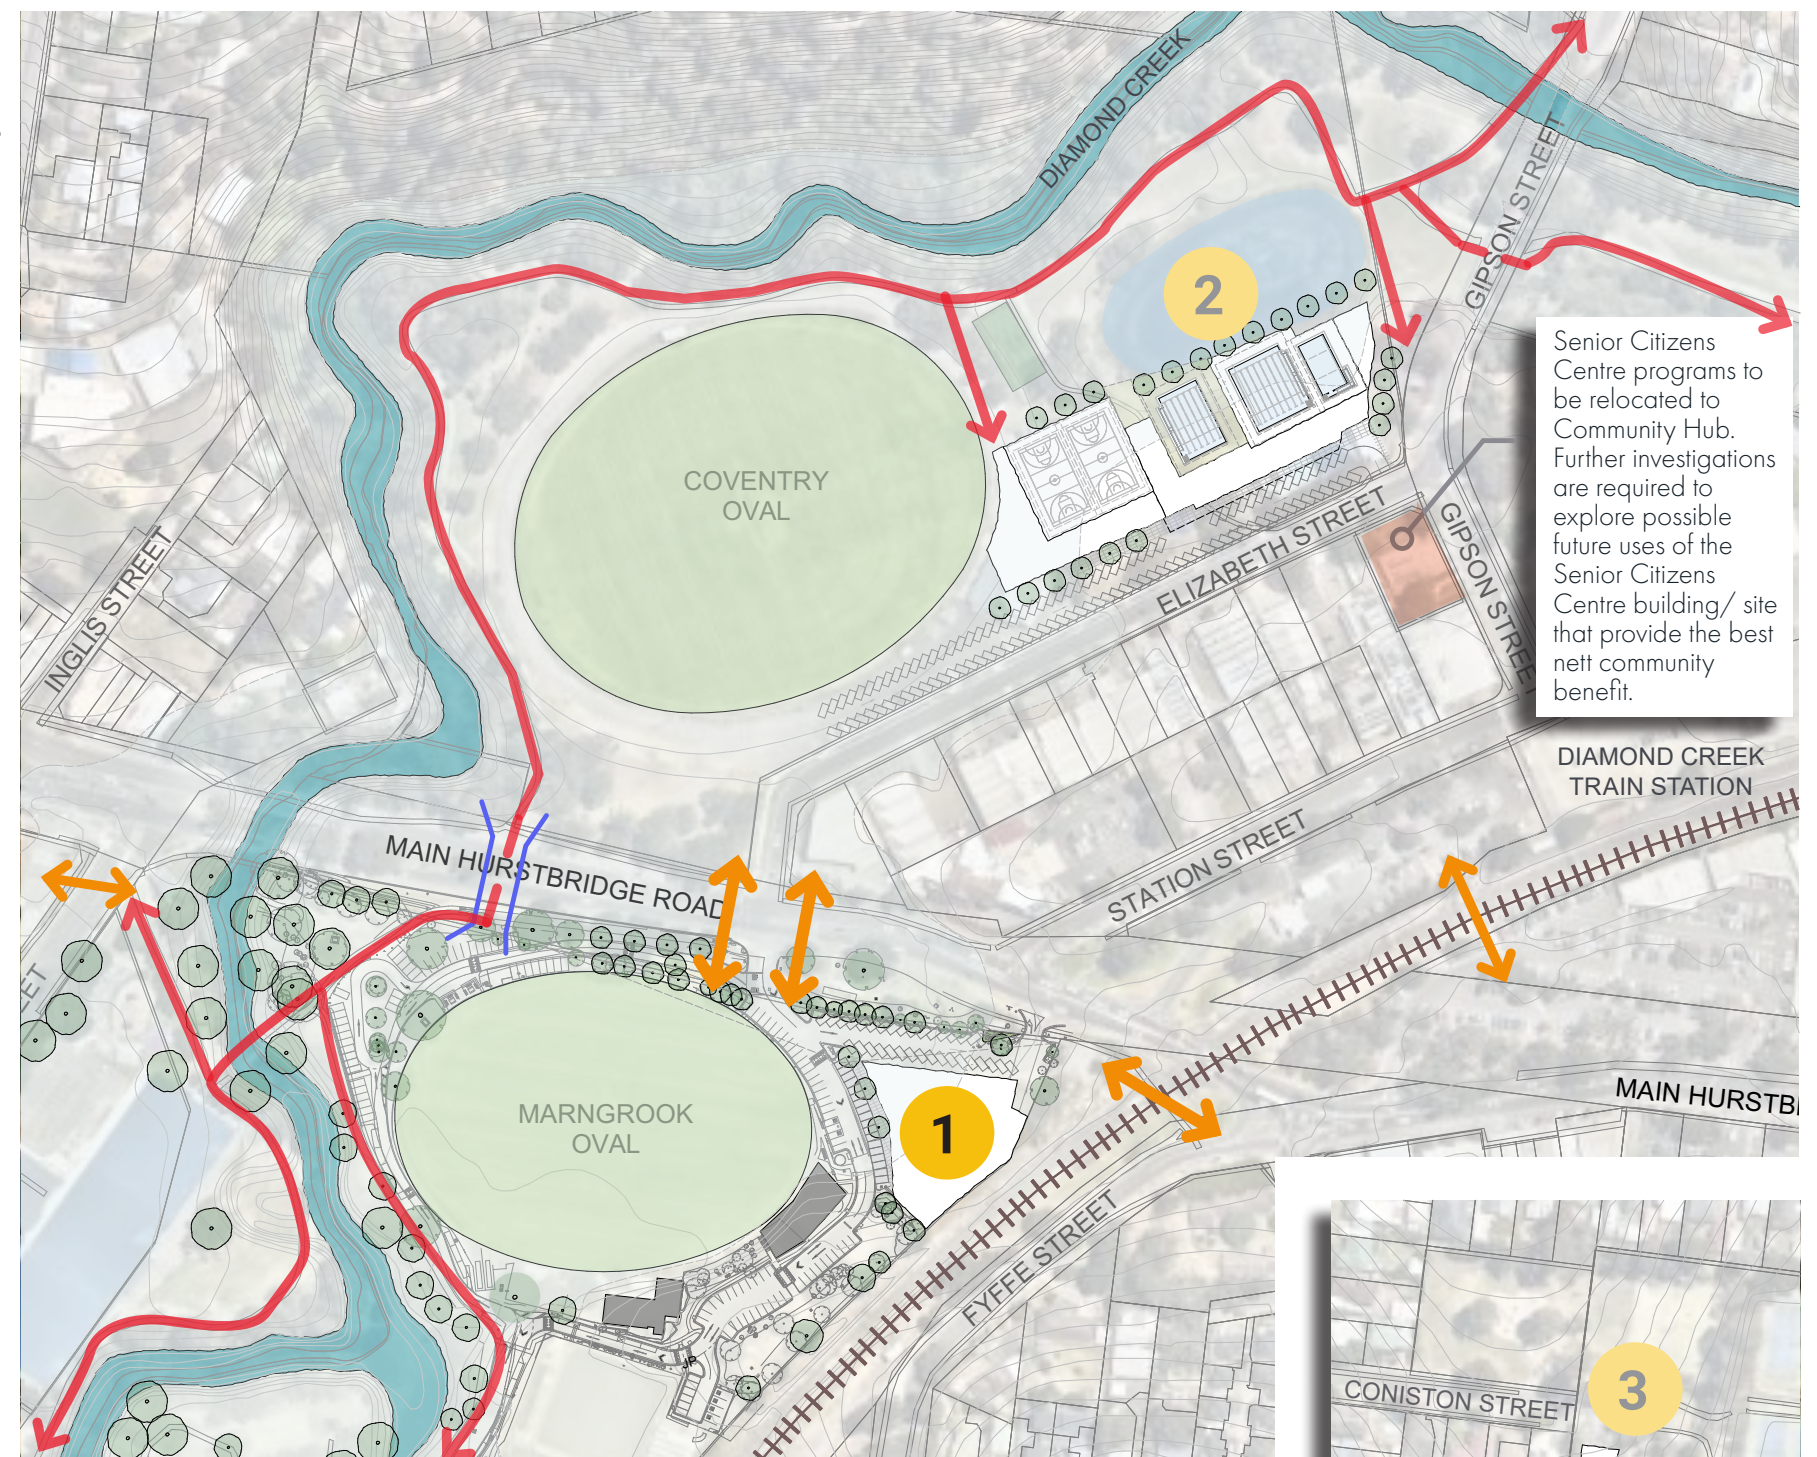 DIAMOND CREEK
GIPSON STREET
2
Senior Citizens
Centre programs to
be relocated to
Community Hub.
Further investigations
are required to
explore possible
future uses of the
Senior Citizens
Centre building/ site
that provide the best
nett community
benefit.
COVENTRY
OVAL
ELIZABETH STREET
GIPSON STREET
INGLIS STREET
DIAMOND CREEK
TRAIN STATION
MAIN HURSTBRIDGE ROAD
STATION STREET
EET
MARNGROOK
OVAL
1
MAIN HURSTB
FYFFE STREET
JP
CONISTON STREET
3